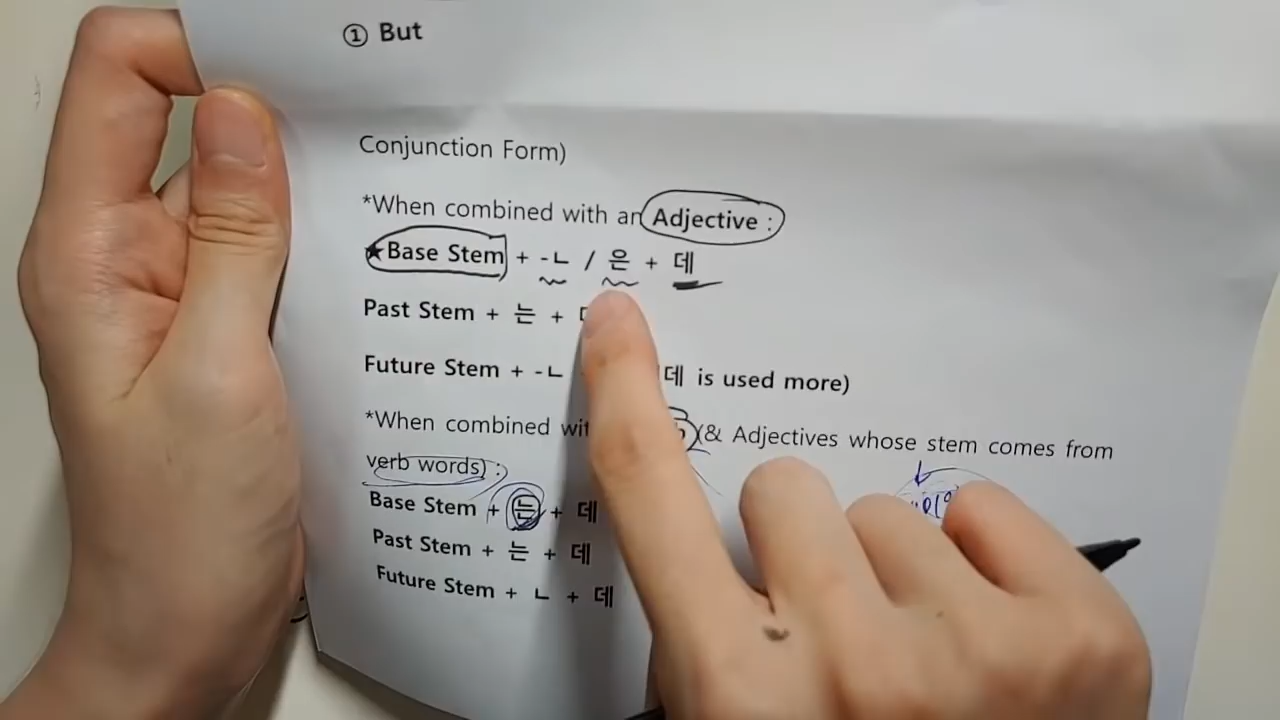 ① But
Conjunction Form)
*When combined with an Adjective :
★Base Stem + -ㄴ / 은 + 데
Past Stem + 는 +
Future Stem + -ㄴ 데 is used more)
*When combined (& Adjectives whose stem comes from
verb words) :
Base Stem + 는 + 데
Past Stem + 는 + 데
Future Stem + ㄴ + 데